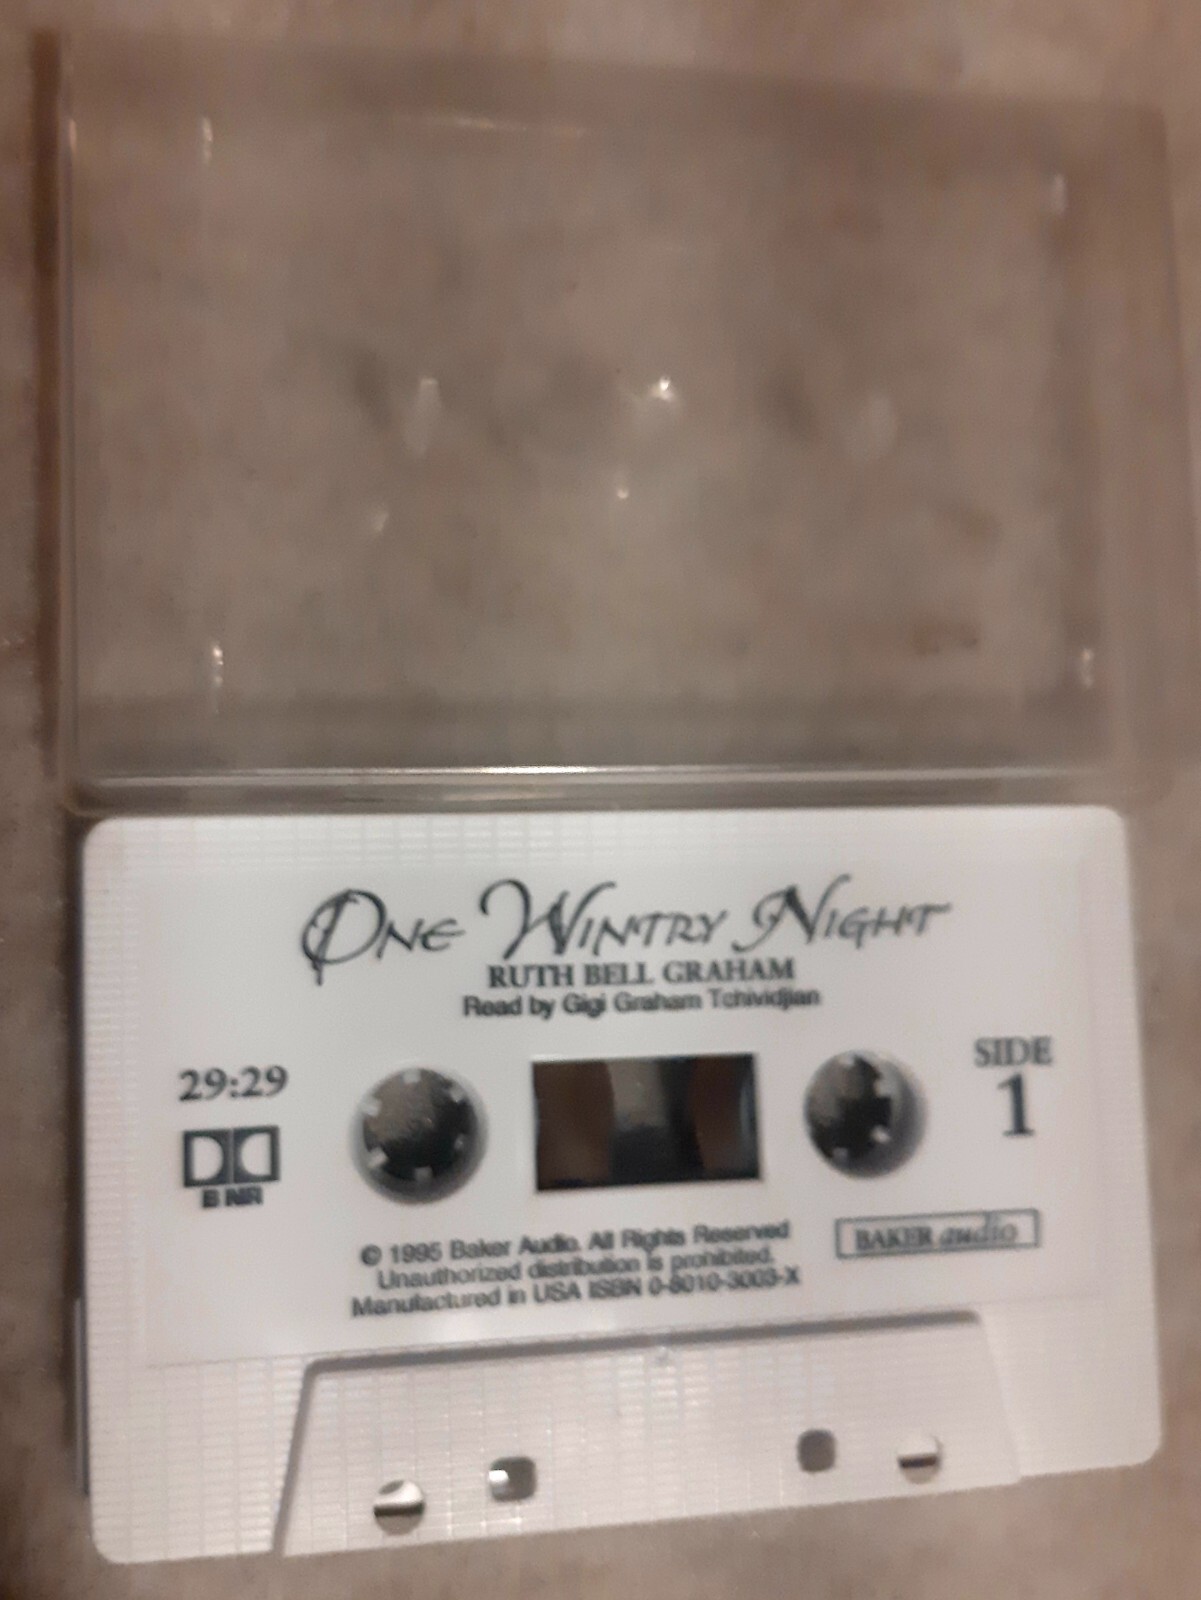 ONE WINTRY NIGHT
RUTH BELL GRAHAM
Read by Gigi Graham Tchividjian
29:29
SIDE
1
B NR
BAKER audio
© 1995 Baker Audio. All Rights Reserved
Unauthorized distribution is prohibited.
Manufactured in USA ISBN 0-8010-3003-X